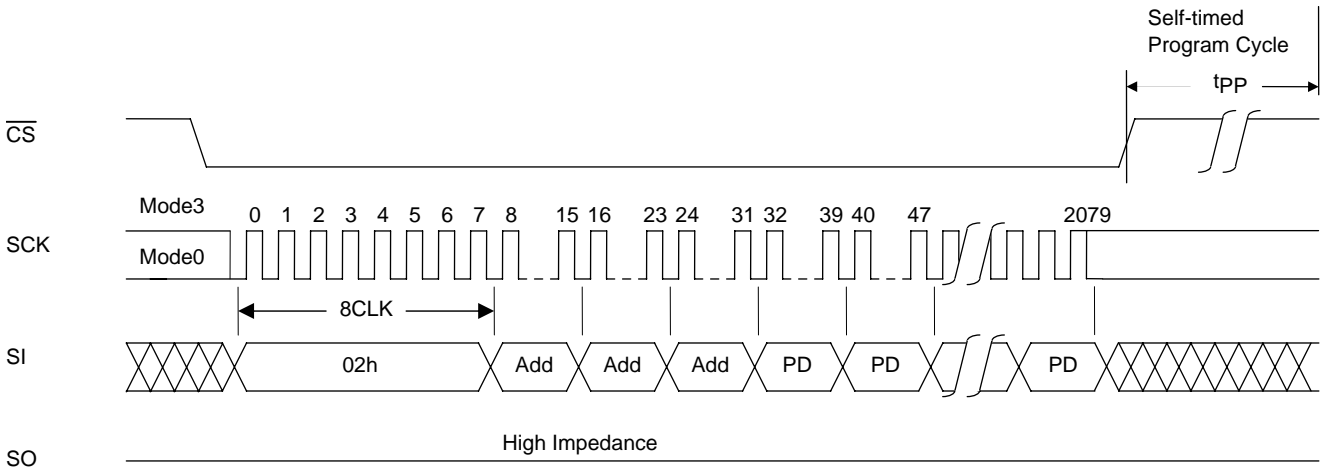 Self-timed
Program Cycle
tPP
CS
Mode3
0 1 2 3 4 5 6 7 8 15 16 23 24 31 32 39 40 47 2079
SCK
Mode0
8CLK
SI
02h Add Add Add PD PD PD
High Impedance
SO